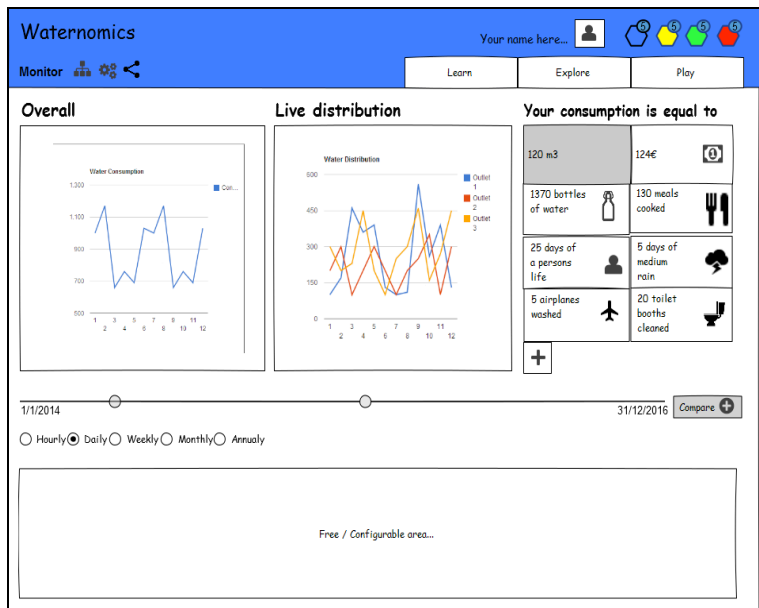 Waternomics
Your name here...
5 5 5 5
Monitor
Learn Explore Play
Overall
Live distribution
Your consumption is equal to
Water Consumption
Con...
1,300
1,100
900
700
500
1 3 5 7 9 11
2 4 6 8 10 12
Water Distribution
Outlet
1
Outlet
2
Outlet
3
600
450
300
150
0
1 3 5 7 9 11
2 4 6 8 10 12
120 m3
124€
1
1370 bottles
of water
130 meals
cooked
25 days of
a persons
life
5 days of
medium
rain
5 airplanes
washed
20 toilet
booths
cleaned
1/1/2014
31/12/2016
Compare
Hourly Daily Weekly Monthly Annualy
Free / Configurable area...